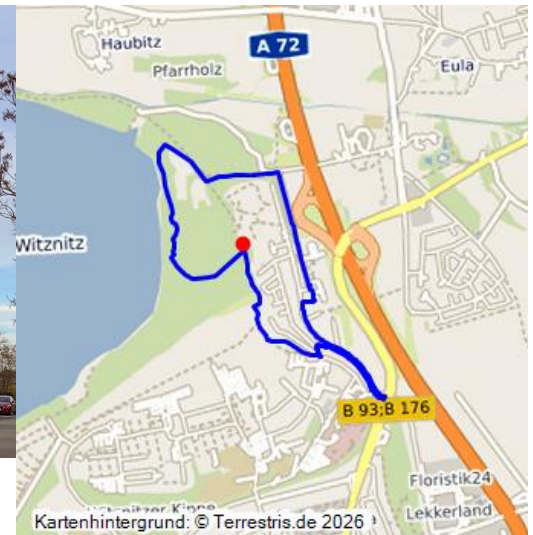 Haubitz
A 72
Pfarrholz
Eula
Witznitz
B 93;B 176
Floristik24
Lekkerland
Kartenhintergrund: © Terrestris.de 2026